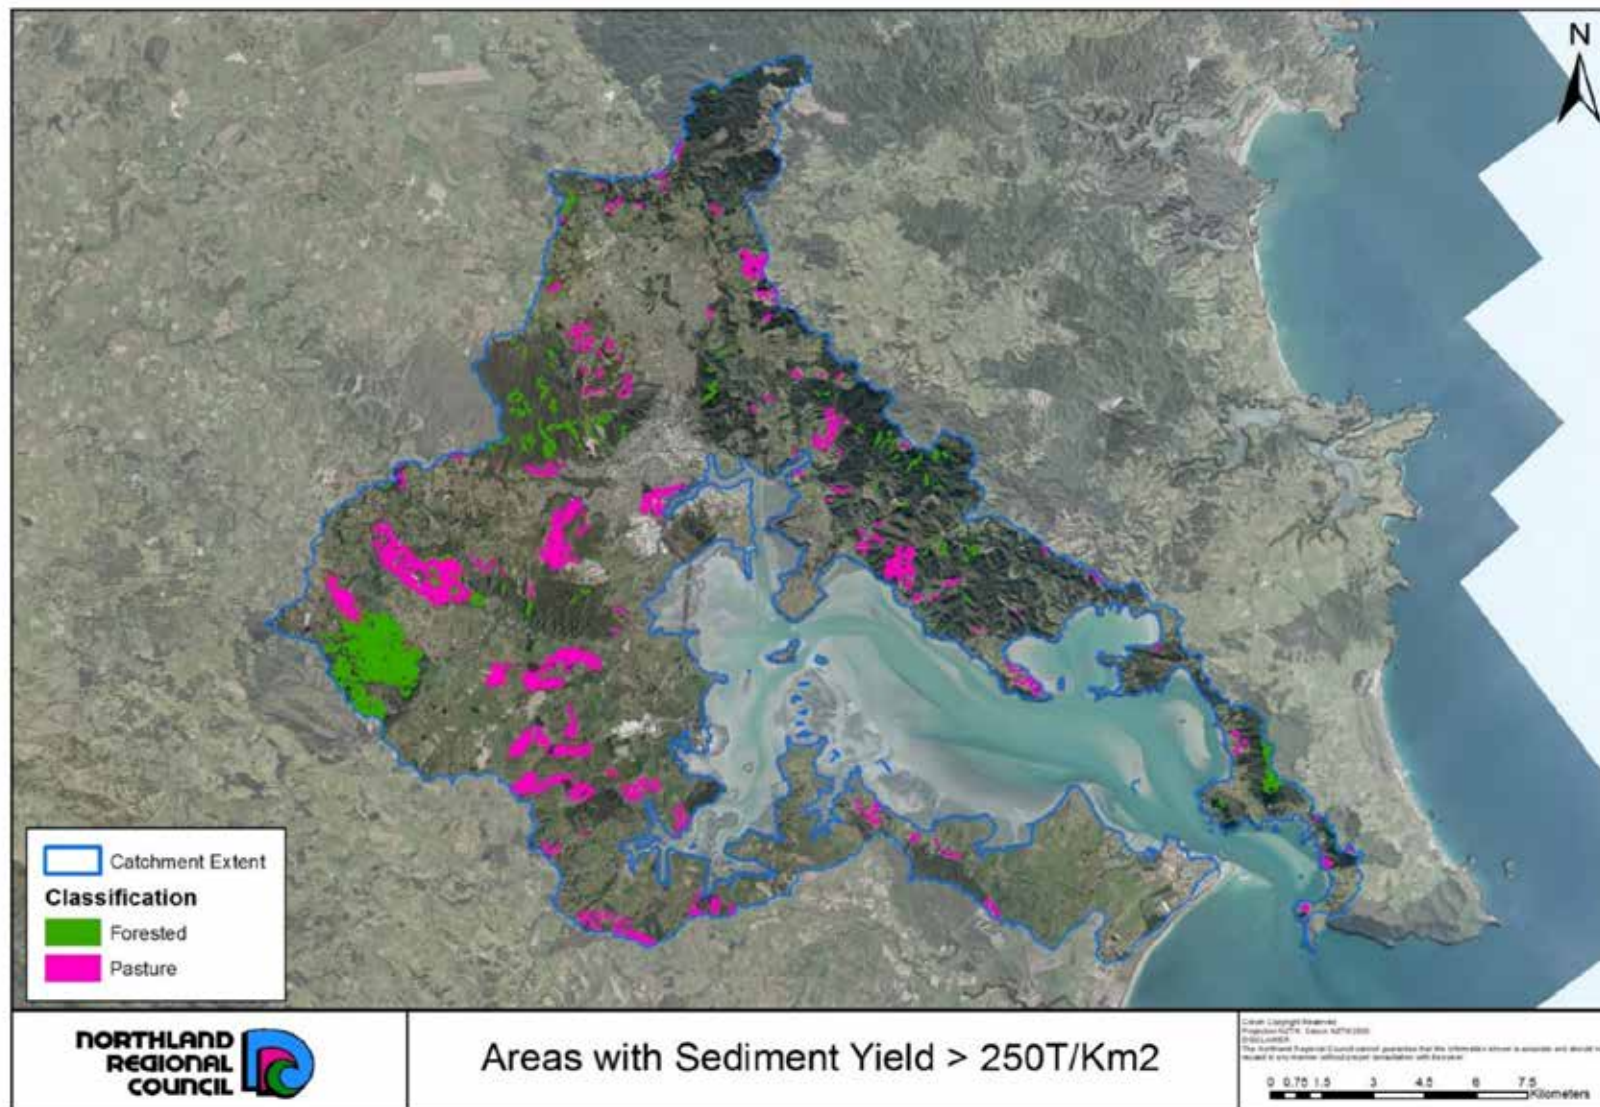 N
Catchment Extent
Classification
Forested
Pasture
NORTHLAND
REGIONAL
COUNCIL
Areas with Sediment Yield > 250T/Km2
DISCLAIMER
0 0.75 1.5 3 4.5 6 7.5
Kilometers